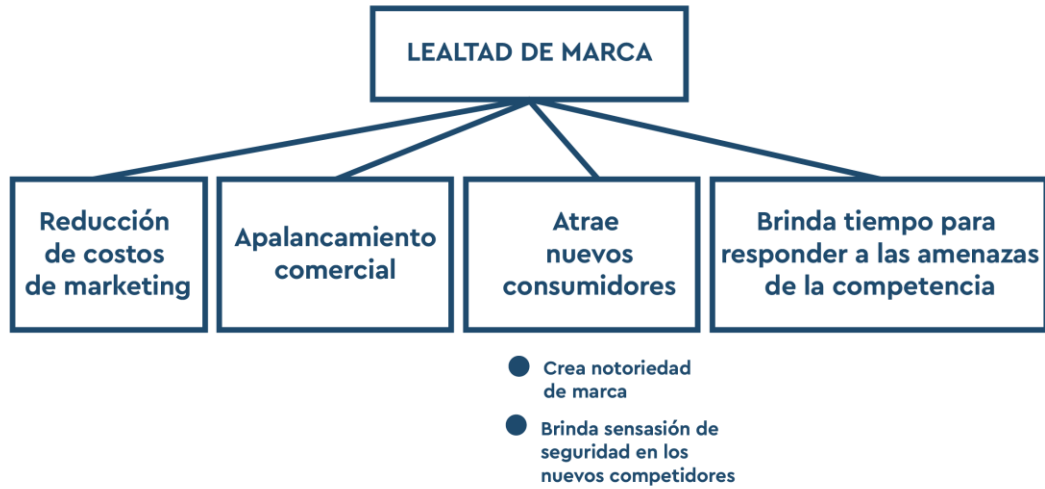 LEALTAD DE MARCA
Reducción
de costos
de marketing
Apalancamiento
comercial
Atrae
nuevos
consumidores
Brinda tiempo para
responder a las amenazas
de la competencia
Crea notoriedad
de marca
Brinda sensasión de
seguridad en los
nuevos competidores